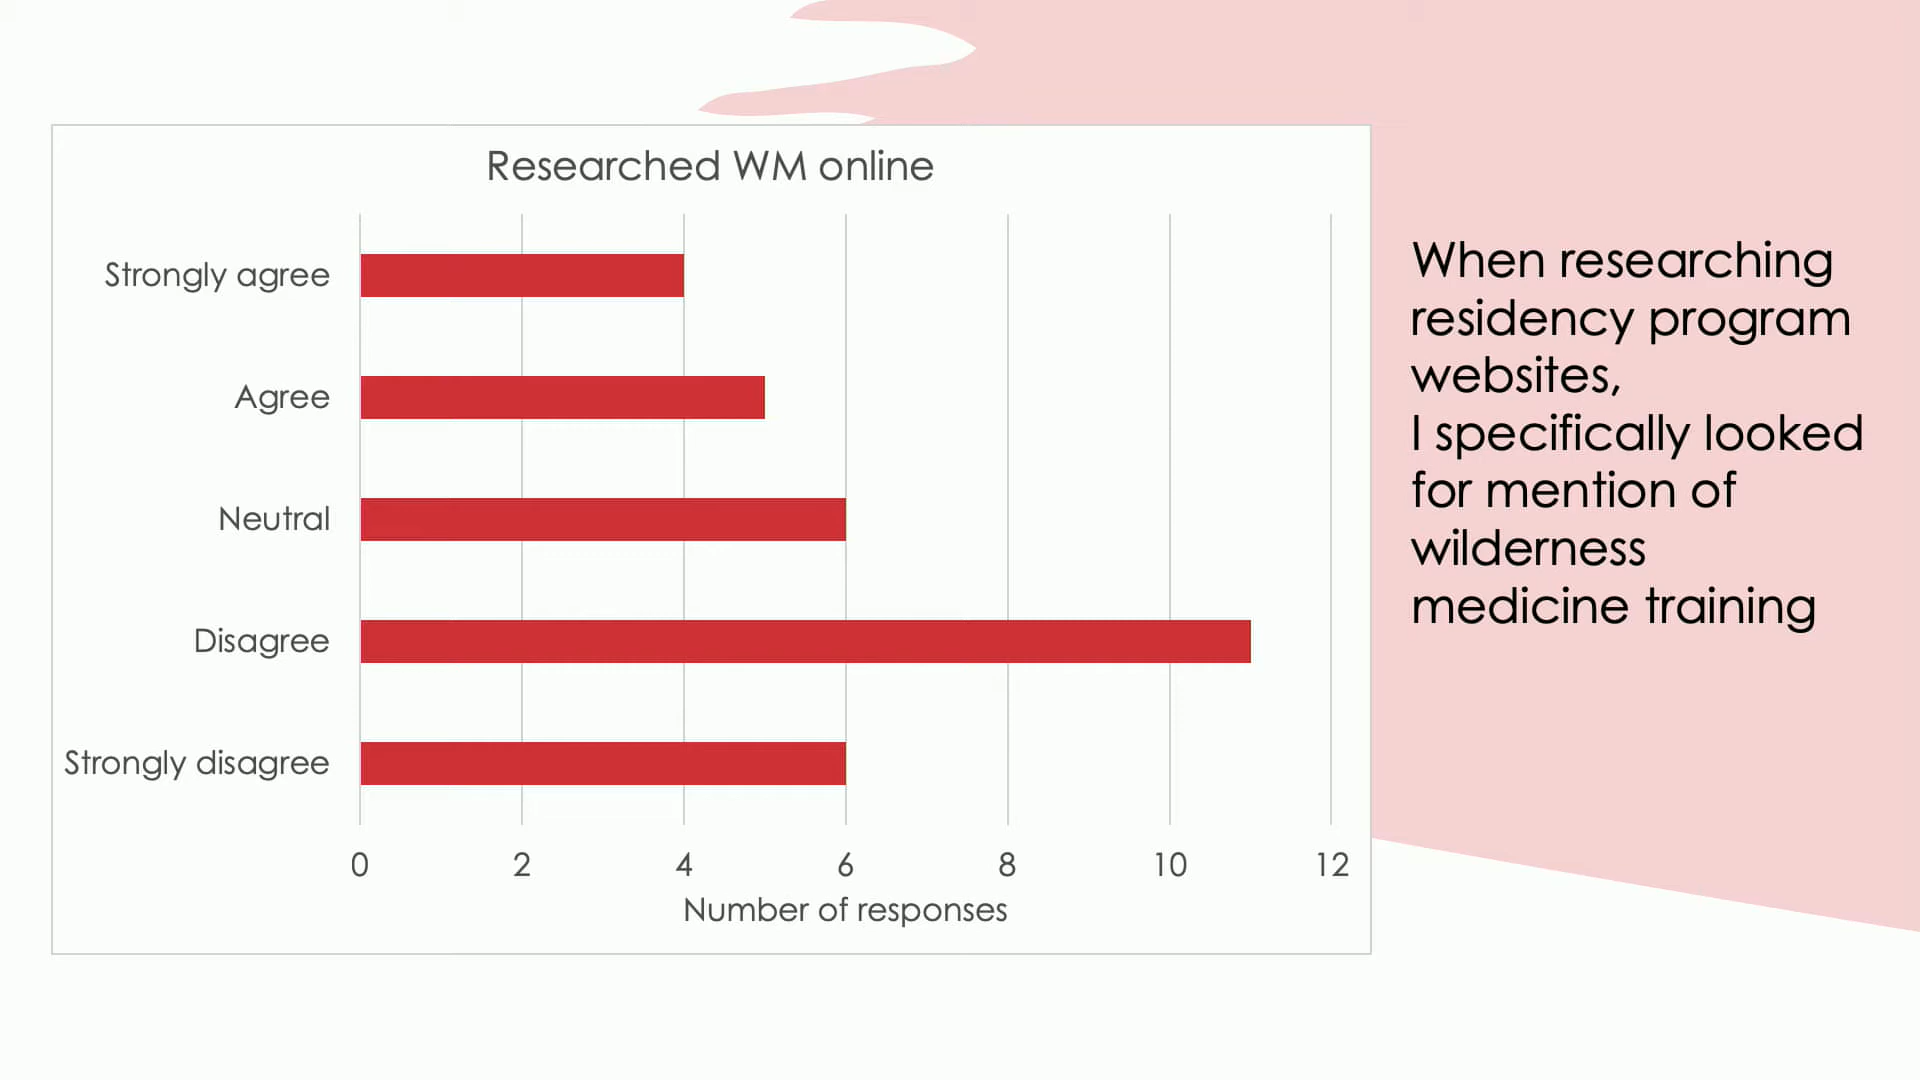 Researched WM online
Strongly agree
Agree
Neutral
Disagree
Strongly disagree
0 2 4 6 8 10 12
Number of responses
When researching
residency program
websites,
I specifically looked
for mention of
wilderness
medicine training